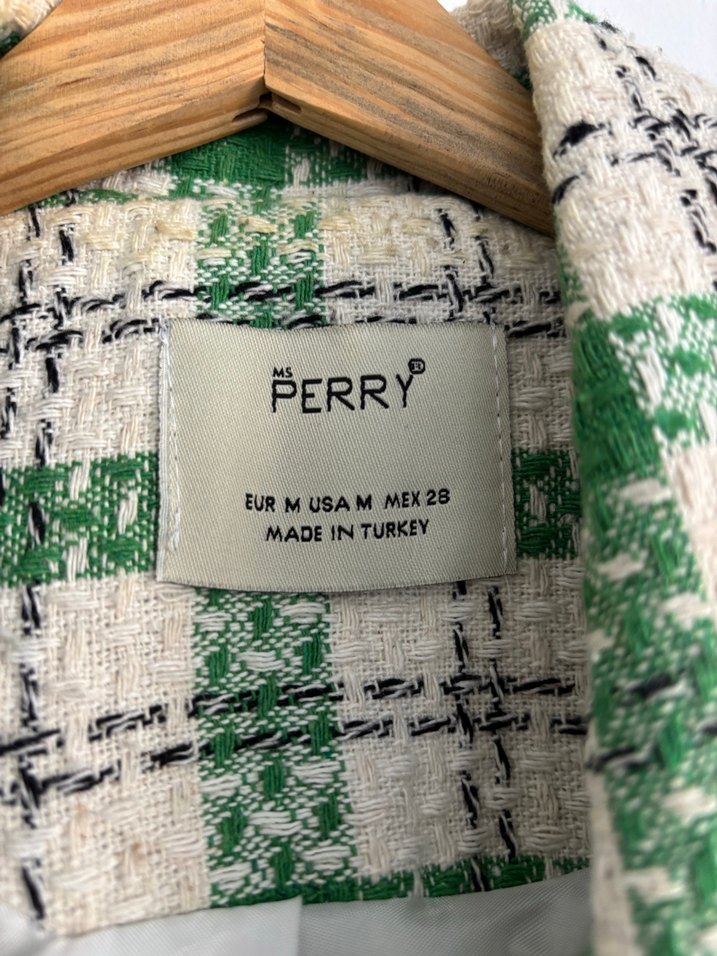 MS
PERRY
EUR M USA M MEX 28
MADE IN TURKEY